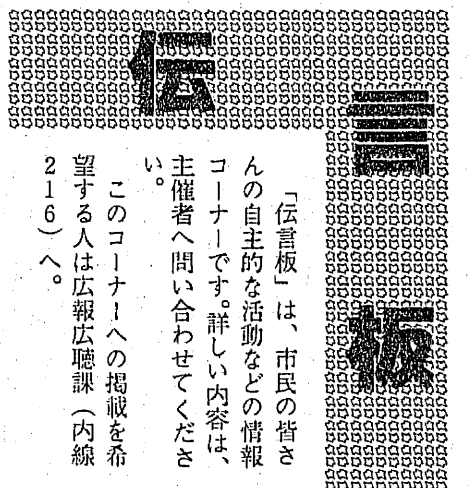 伝言板
「伝言板」は、市民の皆さ
んの自主的な活動などの情報
コーナーです。詳しい内容は、
主催者へ問い合わせてくださ
い。
このコーナーへの掲載を希
望する人は広報広聴課（内線
216）へ。